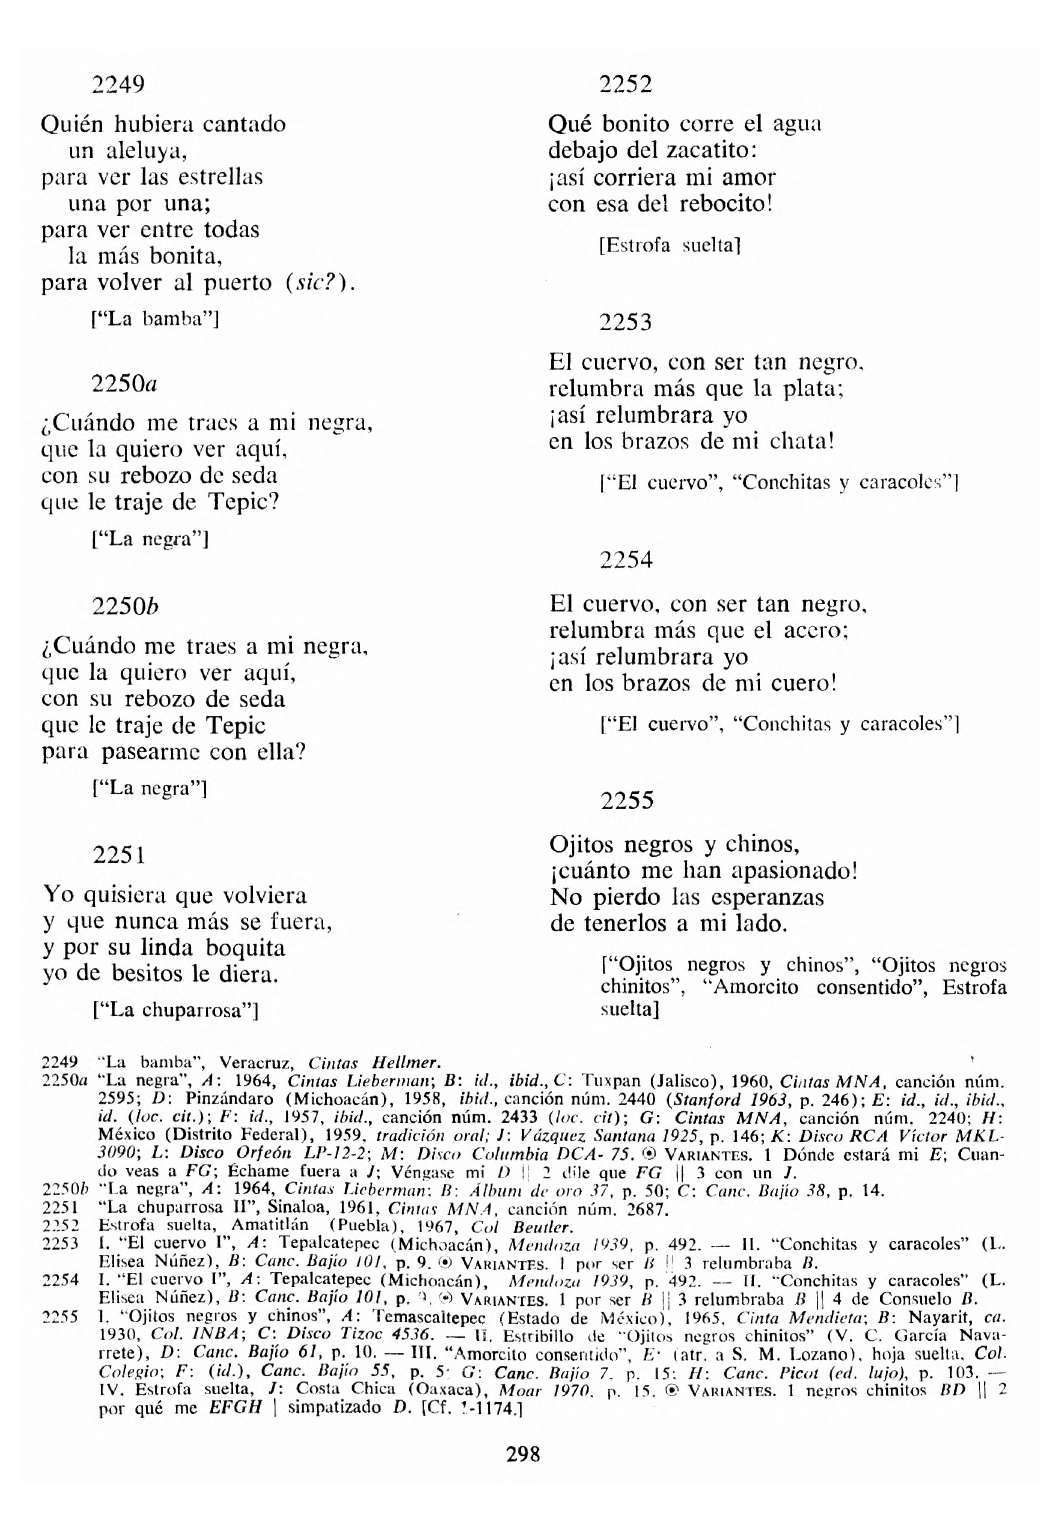 2249
Quién hubiera cantado
un aleluya,
para ver las estrellas
una por una;
para ver entre todas
la más bonita,
para volver al puerto (sic?).
["La bamba"]
2250a
¿Cuándo me traes a mi negra,
que la quiero ver aquí,
con su rebozo de seda
que le traje de Tepic?
["La negra"]
2250b
¿Cuándo me traes a mi negra,
que la quiero ver aquí,
con su rebozo de seda
que le traje de Tepic
para pasearme con ella?
["La negra"]
2251
Yo quisiera que volviera
y que nunca más se fuera,
y por su linda boquita
yo de besitos le diera.
["La chuparrosa"]
2252
Qué bonito corre el agua
debajo del zacatito:
¡así corriera mi amor
con esa del rebocito!
[Estrofa suelta]
2253
El cuervo, con ser tan negro,
relumbra más que la plata;
¡así relumbrara yo
en los brazos de mi chata!
["El cuervo", "Conchitas y caracoles"]
2254
El cuervo, con ser tan negro,
relumbra más que el acero;
¡así relumbrara yo
en los brazos de mi cuero!
["El cuervo", "Conchitas y caracoles"]
2255
Ojitos negros y chinos,
¡cuánto me han apasionado!
No pierdo las esperanzas
de tenerlos a mi lado.
["Ojitos negros y chinos", "Ojitos negros
chinitos", "Amorcito consentido", Estrofa
suelta]
2249 "La bamba", Veracruz, Cintas Hellmer.
2250a "La negra", A: 1964, Cintas Lieberman; B: id., ibid., C: Tuxpan (Jalisco), 1960, Cintas MNA, canción núm.
2595; D: Pinzándaro (Michoacán), 1958, ibid., canción núm. 2440 (Stanford 1963, p. 246); E: id., id., ibid.,
id. (loc. cit.); F: id., 1957, ibid., canción núm. 2433 (loc. cit); G: Cintas MNA, canción núm. 2240; H:
México (Distrito Federal), 1959, tradición oral; J: Vázquez Santana 1925, p. 146; K: Disco RCA Victor MKL-
3090; L: Disco Orfeón LP-12-2; M: Disco Columbia DCA- 75. ⊛ VARIANTES. 1 Dónde estará mi E; Cuan-
do veas a FG; Échame fuera a J; Véngase mi D || 2 dile que FG || 3 con un J.
2250b "La negra", A: 1964, Cintas Lieberman; B: Álbum de oro 37, p. 50; C: Canc. Bajío 38, p. 14.
2251 "La chuparrosa II", Sinaloa, 1961, Cintas MNA, canción núm. 2687.
2252 Estrofa suelta, Amatitlán (Puebla), 1967, Col Beutler.
2253 I. "El cuervo I", A: Tepalcatepec (Michoacán), Mendoza 1939, p. 492. — II. "Conchitas y caracoles" (L.
Elisea Núñez), B: Canc. Bajío 101, p. 9. ⊛ VARIANTES. 1 por ser B || 3 relumbraba B.
2254 I. "El cuervo I", A: Tepalcatepec (Michoacán), Mendoza 1939, p. 492. — II. "Conchitas y caracoles" (L.
Elisea Núñez), B: Canc. Bajío 101, p. ⊛ VARIANTES. 1 por ser B || 3 relumbraba B || 4 de Consuelo B.
2255 I. "Ojitos negros y chinos", A: Temascaltepec (Estado de México), 1965, Cinta Mendieta; B: Nayarit, ca.
1930, Col. INBA; C: Disco Tizoc 4536. — II. Estribillo de "Ojitos negros chinitos" (V. C. García Nava-
rrete), D: Canc. Bajío 61, p. 10. — III. "Amorcito consentido", E: (atr. a S. M. Lozano), hoja suelta, Col.
Colegio; F: (id.), Canc. Bajío 55, p. 5; G: Canc. Bajío 7, p. 15; H: Canc. Picot (ed. lujo), p. 103. —
IV. Estrofa suelta, J: Costa Chica (Oaxaca), Moar 1970, p. 15. ⊛ VARIANTES. 1 negros chinitos BD || 2
por qué me EFGH | simpatizado D. [Cf. -1174.]
298